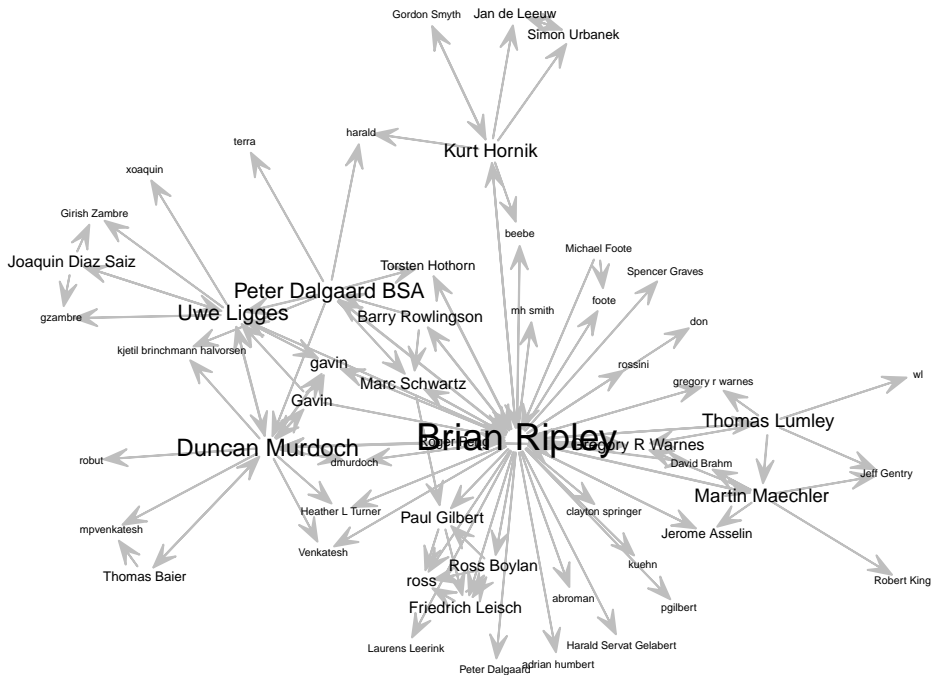 Gordon Smyth
Jan de Leeuw
Simon Urbanek
harald
terra
Kurt Hornik
xoaquin
Girish Zambre
beebe
Michael Foote
Joaquin Diaz Saiz
Torsten Hothorn
Spencer Graves
Peter Dalgaard BSA
foote
Uwe Ligges
gzambre
Barry Rowlingson
mh smith
don
kjetil brinchmann halvorsen
gavin
rossini
wl
Marc Schwartz
gregory r warnes
Gavin
Thomas Lumley
Brian Ripley
Roger Peng
Gregory R Warnes
Duncan Murdoch
robut
dmurdoch
David Brahm
Jeff Gentry
Martin Maechler
Heather L Turner
Paul Gilbert
clayton springer
mpvenkatesh
Jerome Asselin
Venkatesh
Ross Boylan
kuehn
Thomas Baier
ross
Robert King
abroman
Friedrich Leisch
pgilbert
Laurens Leerink
Harald Servat Gelabert
adrian humbert
Peter Dalgaard